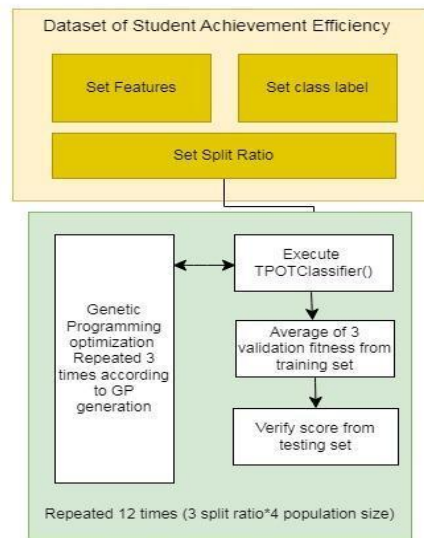 Dataset of Student Achievement Efficiency
Set Features
Set class label
Set Split Ratio
Execute
TPOTClassifier()
Genetic
Programming
optimization
Repeated 3
times according
to GP
generation
Average of 3
validation fitness from
training set
Verify score from
testing set
Repeated 12 times (3 split ratio*4 population size)